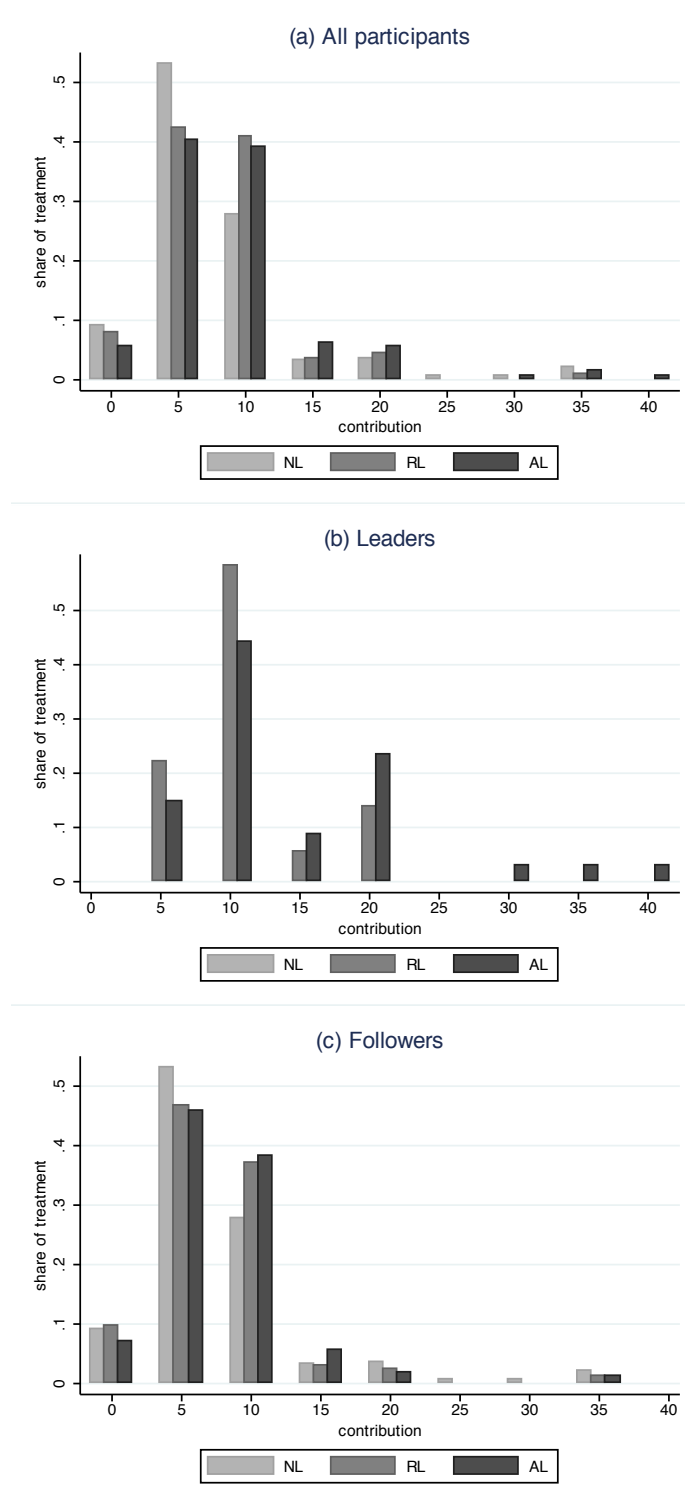 (a) All participants
share of treatment
.5
.4
.3
.2
.1
0
0 5 10 15 20 25 30 35 40
contribution
NL RL AL
(b) Leaders
share of treatment
.5
.4
.3
.2
.1
0
0 5 10 15 20 25 30 35 40
contribution
NL RL AL
(c) Followers
share of treatment
.5
.4
.3
.2
.1
0
0 5 10 15 20 25 30 35 40
contribution
NL RL AL